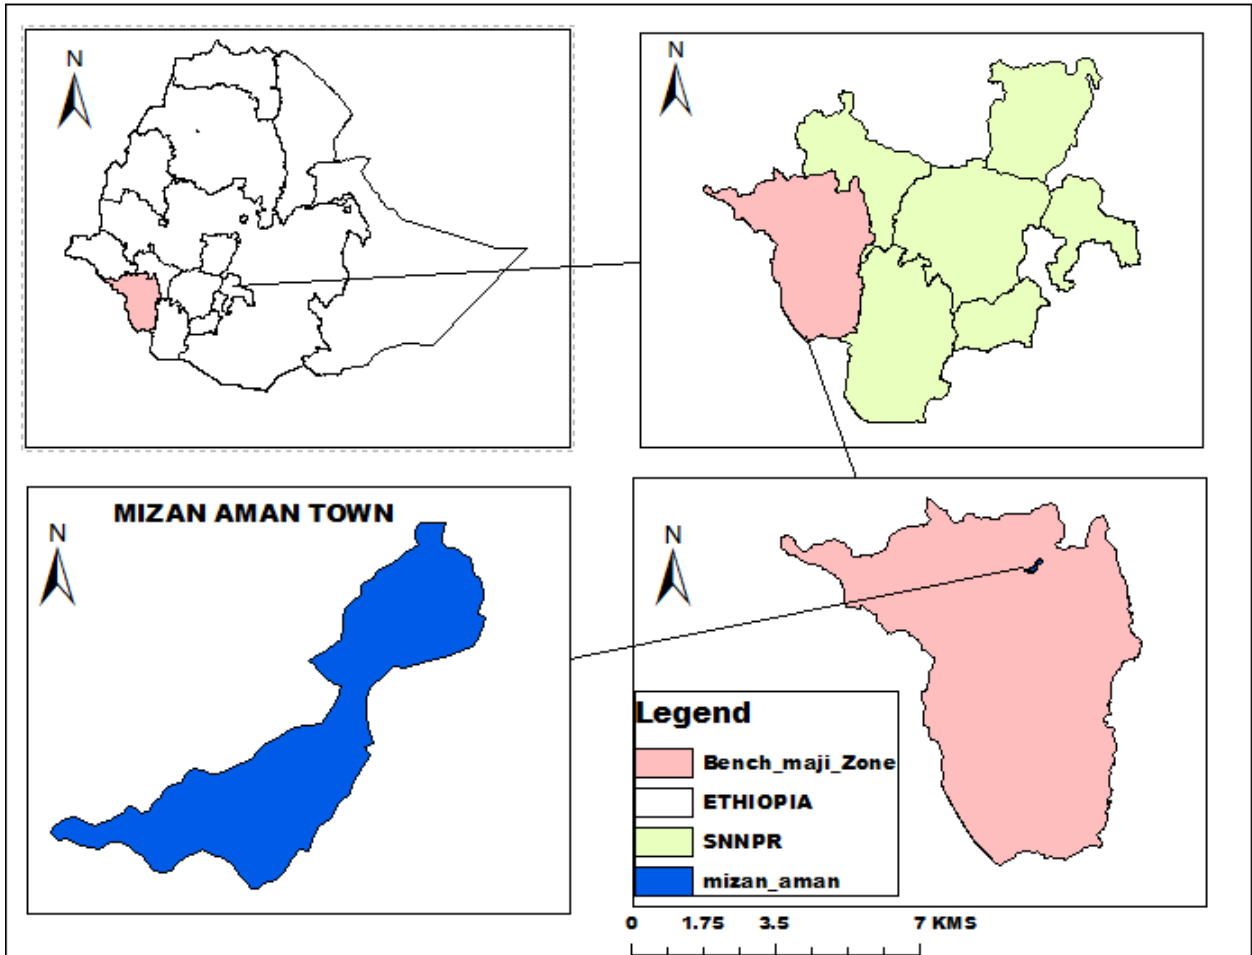 N
N
MIZAN AMAN TOWN
N
N
Legend
Bench_maji_Zone
ETHIOPIA
SNNPR
mizan_aman
0 1.75 3.5 7 KMS